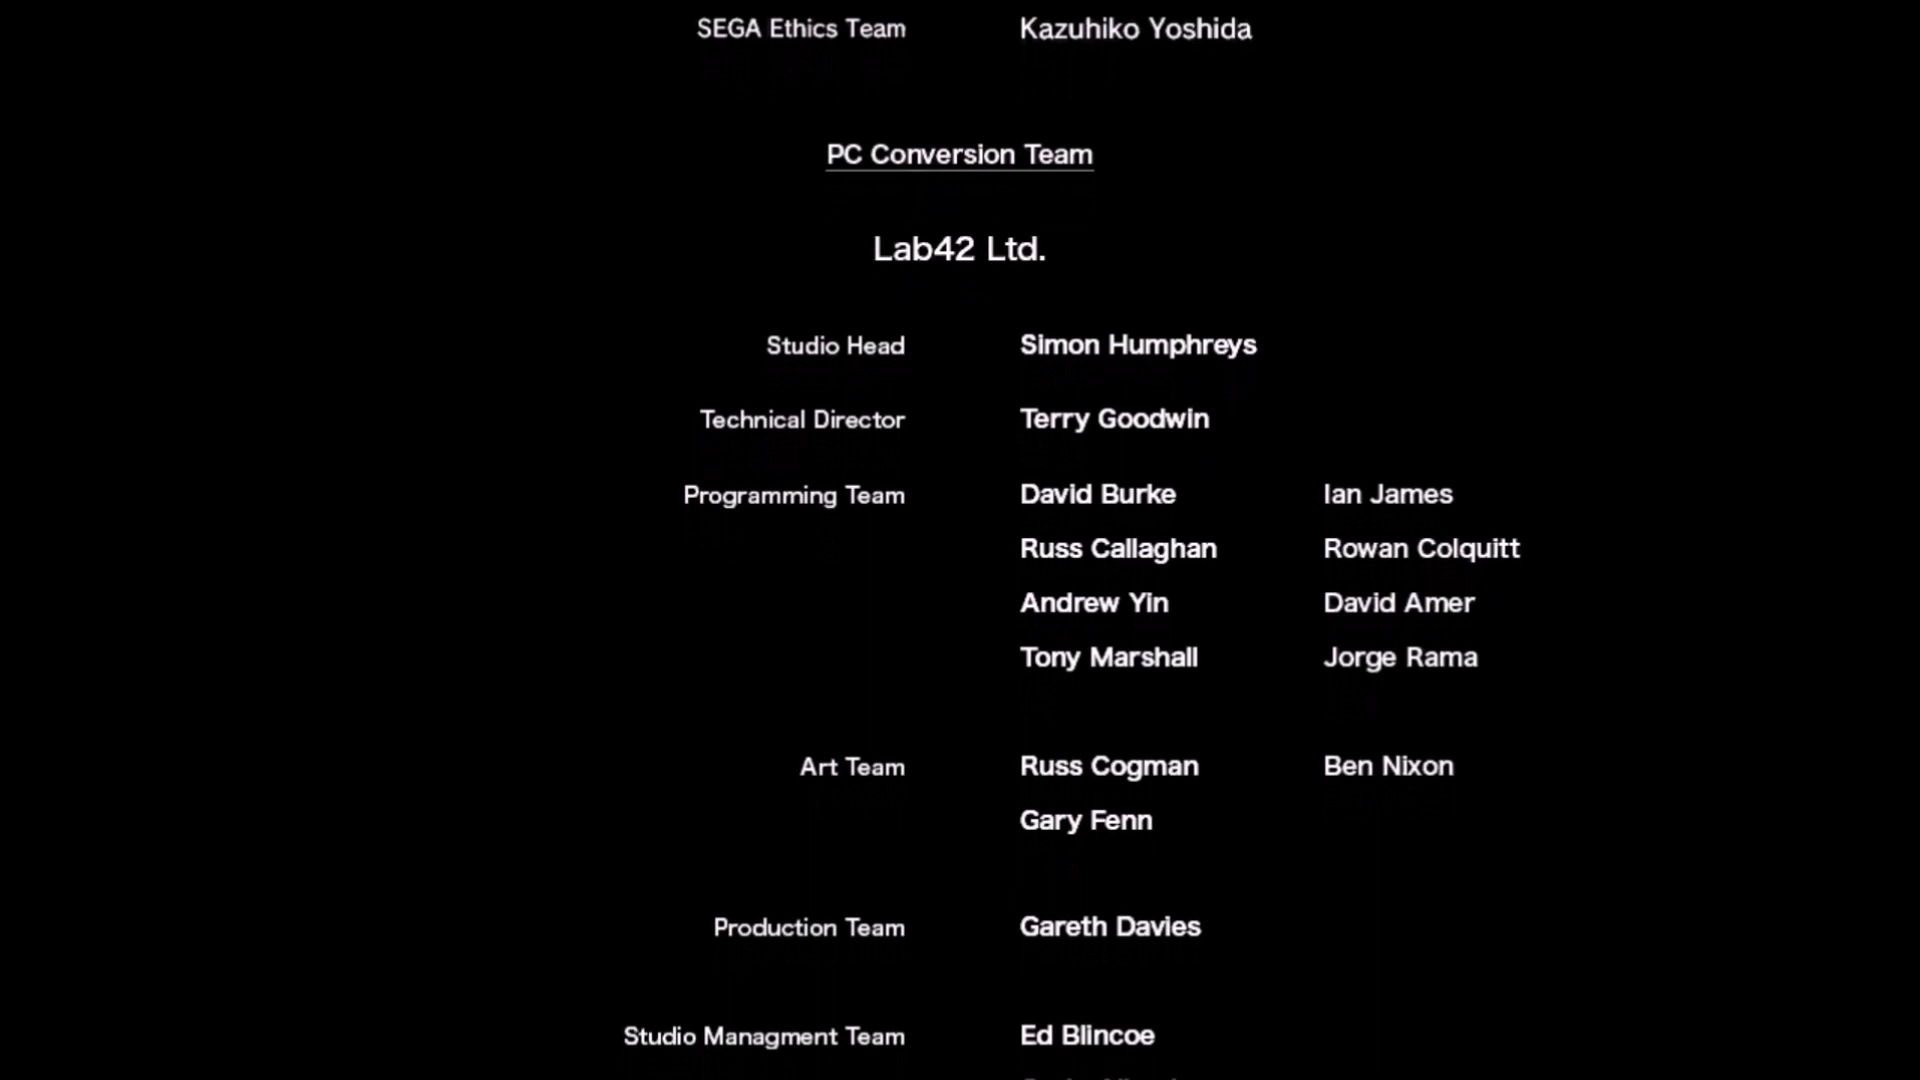 SEGA Ethics Team Kazuhiko Yoshida
PC Conversion Team
Lab42 Ltd.
Studio Head Simon Humphreys
Technical Director Terry Goodwin
Programming Team David Burke Ian James
Russ Callaghan Rowan Colquitt
Andrew Yin David Amer
Tony Marshall Jorge Rama
Art Team Russ Cogman Ben Nixon
Gary Fenn
Production Team Gareth Davies
Studio Managment Team Ed Blincoe